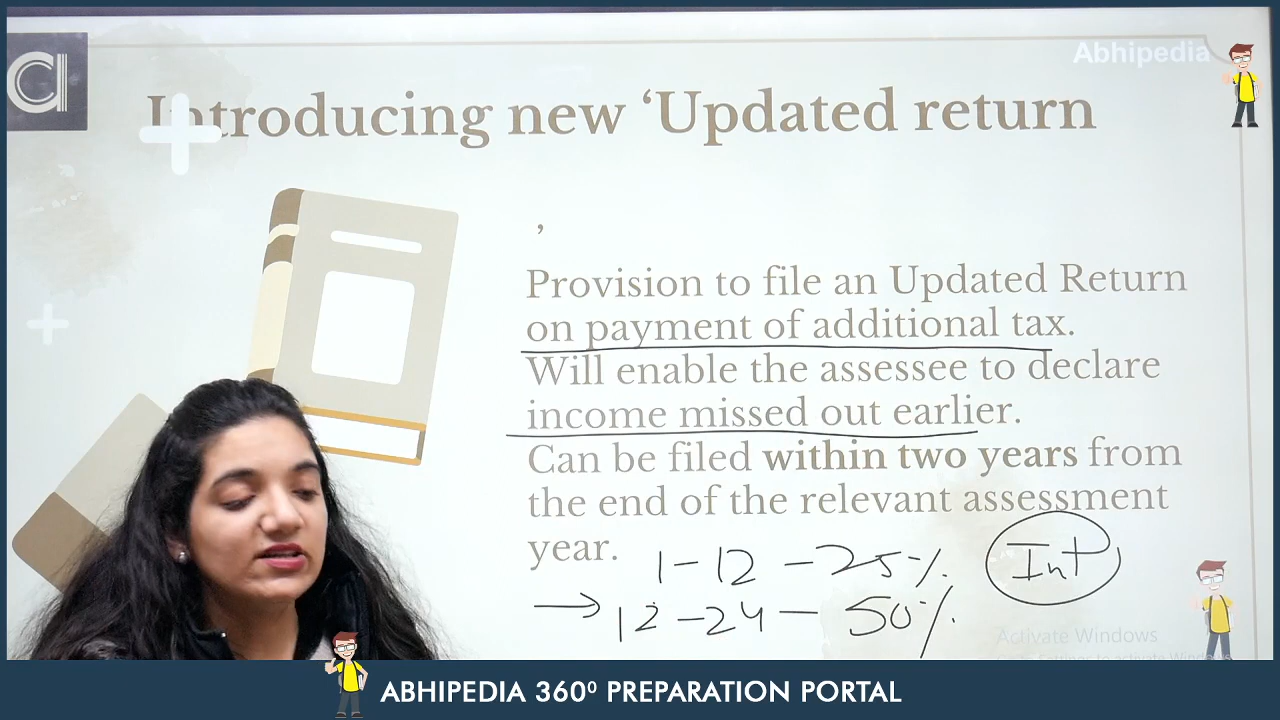 Abhipedia
a
Introducing new ‘Updated return
’
Provision to file an Updated Return
on payment of additional tax.
Will enable the assessee to declare
income missed out earlier.
Can be filed within two years from
the end of the relevant assessment
year.
1-12 - 25%
Int
→ 12-24 - 50%
Activate Windows
ABHIPEDIA 360⁰ PREPARATION PORTAL